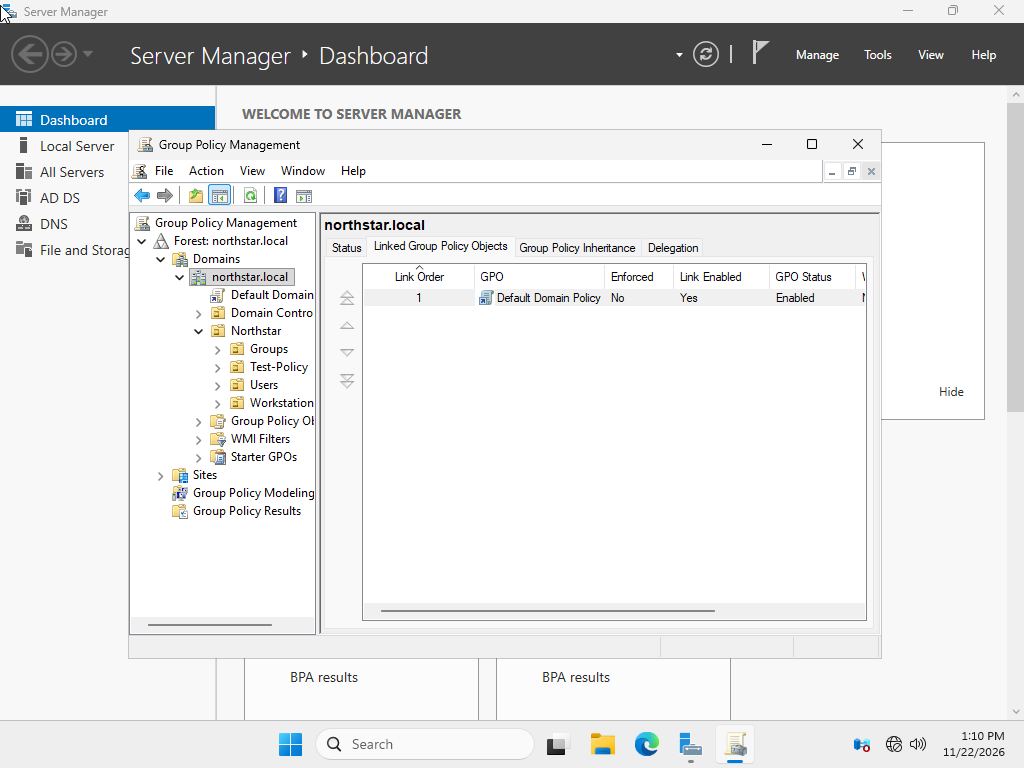 Server Manager
Server Manager ‣ Dashboard
Manage
Tools
View
Help
Dashboard
Local Server
All Servers
AD DS
DNS
File and Storag
WELCOME TO SERVER MANAGER
Hide
BPA results
BPA results
Group Policy Management
File
Action
View
Window
Help
Group Policy Management
Forest: northstar.local
Domains
northstar.local
Default Domain
Domain Contro
Northstar
Groups
Test-Policy
Users
Workstation
Group Policy Ob
WMI Filters
Starter GPOs
Sites
Group Policy Modeling
Group Policy Results
northstar.local
Status
Linked Group Policy Objects
Group Policy Inheritance
Delegation
Link Order GPO Enforced Link Enabled GPO Status
1 Default Domain Policy No Yes Enabled
Search
1:10 PM
11/22/2026